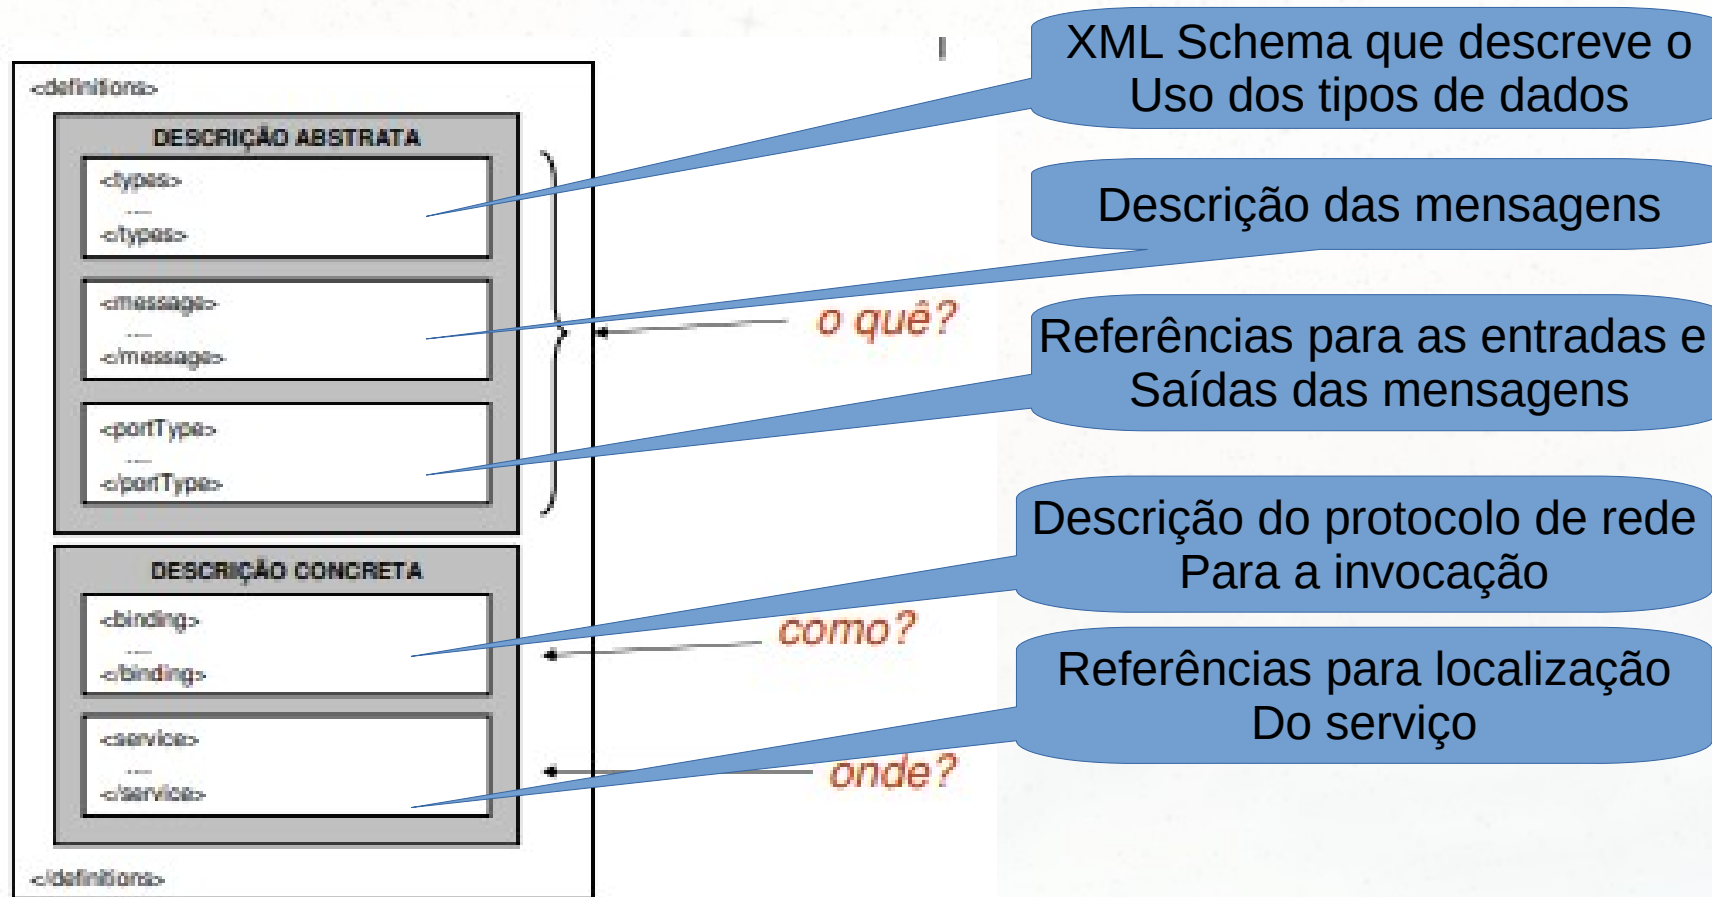 <definitions>
DESCRIÇÃO ABSTRATA
<types>
....
</types>
<message>
....
</message>
<portType>
....
</portType>
DESCRIÇÃO CONCRETA
<binding>
....
</binding>
<service>
....
</service>
</definitions>
o quê?
como?
onde?
XML Schema que descreve o
Uso dos tipos de dados
Descrição das mensagens
Referências para as entradas e
Saídas das mensagens
Descrição do protocolo de rede
Para a invocação
Referências para localização
Do serviço